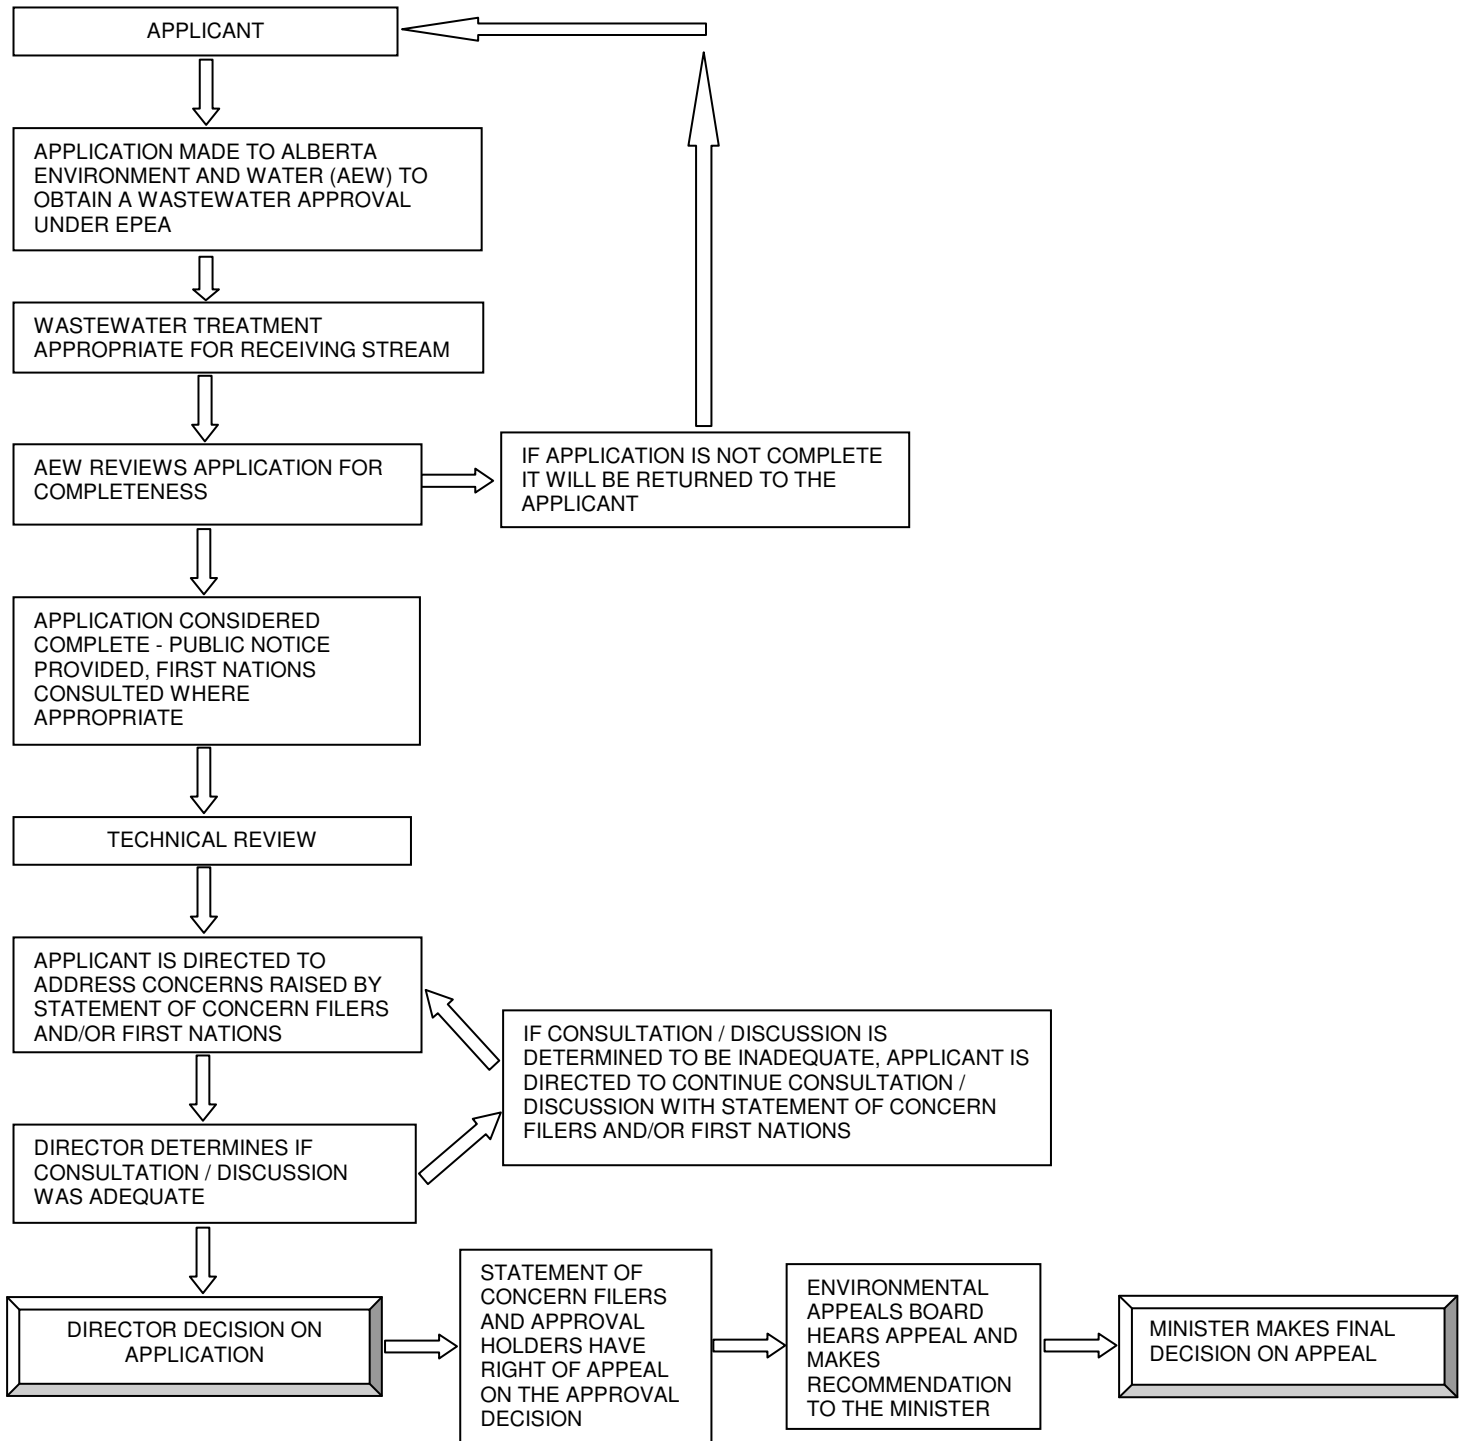 APPLICANT
APPLICATION MADE TO ALBERTA
ENVIRONMENT AND WATER (AEW) TO
OBTAIN A WASTEWATER APPROVAL
UNDER EPEA
WASTEWATER TREATMENT
APPROPRIATE FOR RECEIVING STREAM
AEW REVIEWS APPLICATION FOR
COMPLETENESS
IF APPLICATION IS NOT COMPLETE
IT WILL BE RETURNED TO THE
APPLICANT
APPLICATION CONSIDERED
COMPLETE - PUBLIC NOTICE
PROVIDED, FIRST NATIONS
CONSULTED WHERE
APPROPRIATE
TECHNICAL REVIEW
APPLICANT IS DIRECTED TO
ADDRESS CONCERNS RAISED BY
STATEMENT OF CONCERN FILERS
AND/OR FIRST NATIONS
IF CONSULTATION / DISCUSSION IS
DETERMINED TO BE INADEQUATE, APPLICANT IS
DIRECTED TO CONTINUE CONSULTATION /
DISCUSSION WITH STATEMENT OF CONCERN
FILERS AND/OR FIRST NATIONS
DIRECTOR DETERMINES IF
CONSULTATION / DISCUSSION
WAS ADEQUATE
DIRECTOR DECISION ON
APPLICATION
STATEMENT OF
CONCERN FILERS
AND APPROVAL
HOLDERS HAVE
RIGHT OF APPEAL
ON THE APPROVAL
DECISION
ENVIRONMENTAL
APPEALS BOARD
HEARS APPEAL AND
MAKES
RECOMMENDATION
TO THE MINISTER
MINISTER MAKES FINAL
DECISION ON APPEAL